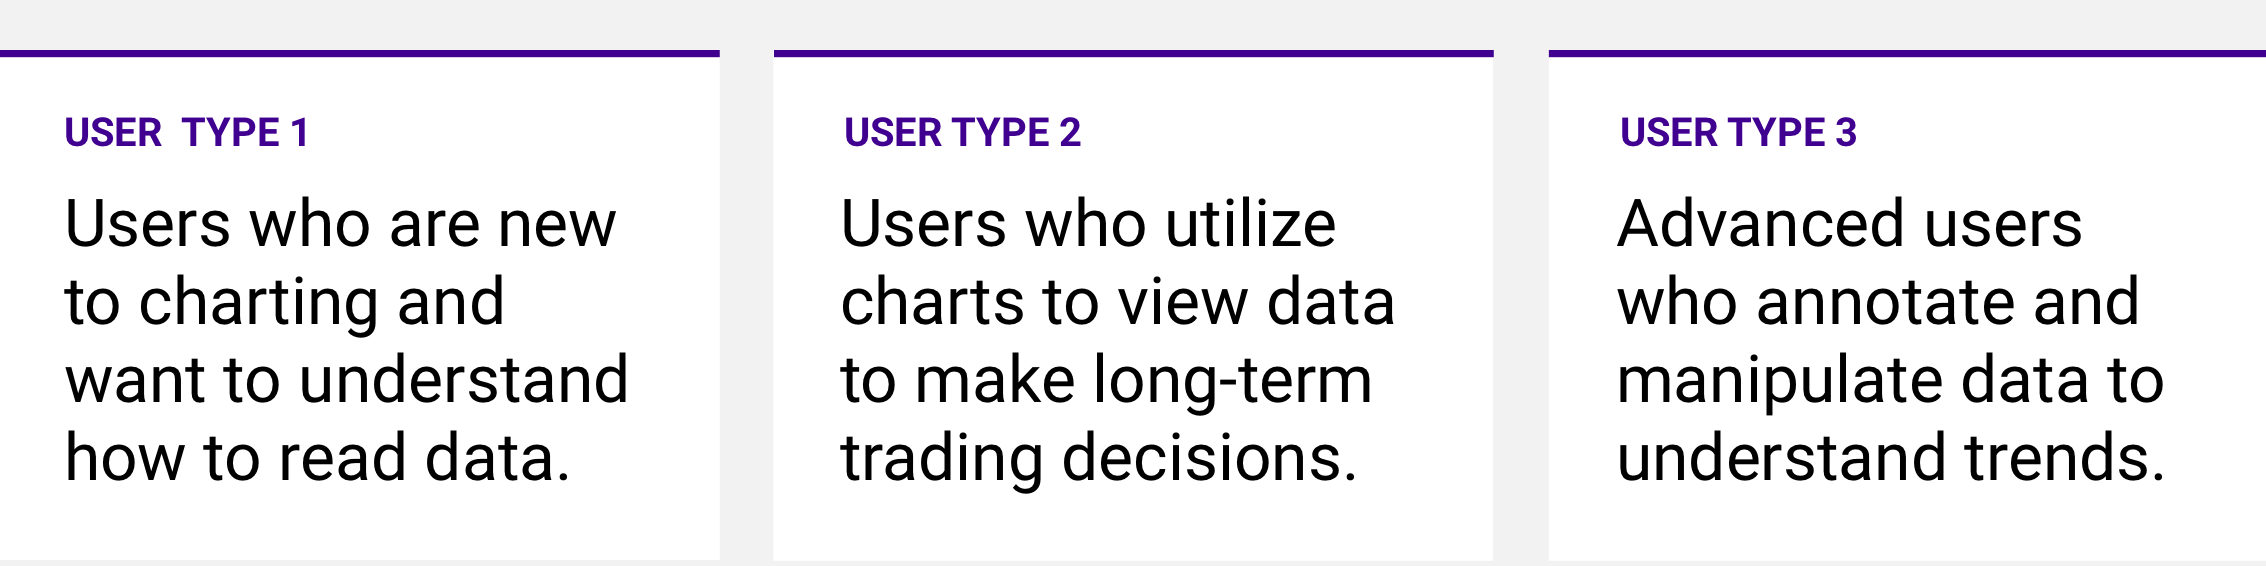 USER  TYPE 1
Users who are new
to charting and
want to understand
how to read data.
USER TYPE 2
Users who utilize
charts to view data
to make long-term
trading decisions.
USER TYPE 3
Advanced users
who annotate and
manipulate data to
understand trends.